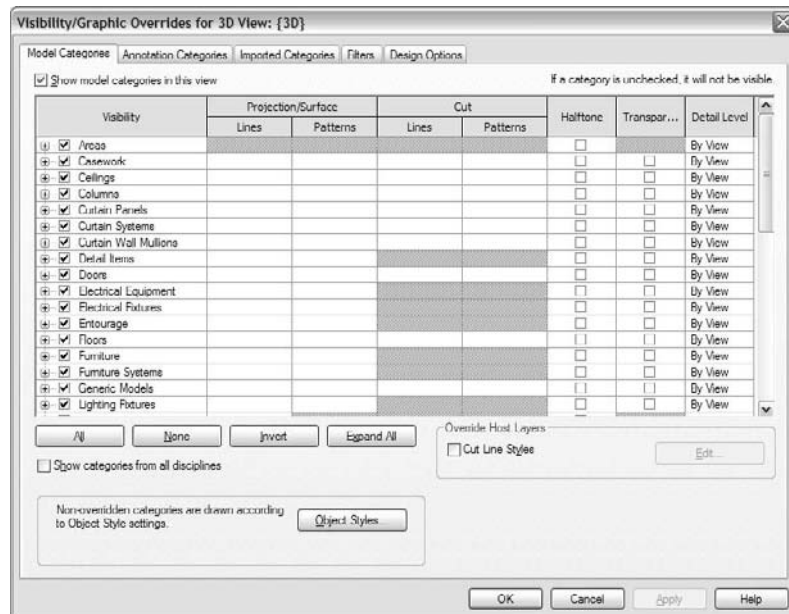 Visibility/Graphic Overrides for 3D View: {3D}
Model Categories Annotation Categories Imported Categories Filters Design Options
Show model categories in this view If a category is unchecked, it will not be visible.
Visibility Projection/Surface Cut Halftone Transpar... Detail Level
Lines Patterns Lines Patterns
Areas By View
Casework By View
Ceilings By View
Columns By View
Curtain Panels By View
Curtain Systems By View
Curtain Wall Mullions By View
Detail Items By View
Doors By View
Electrical Equipment By View
Electrical Fixtures By View
Entourage By View
Floors By View
Furniture By View
Furniture Systems By View
Generic Models By View
Lighting Fixtures By View
All None Invert Expand All
Override Host Layers
Cut Line Styles Edit...
Show categories from all disciplines
Non-overridden categories are drawn according
to Object Style settings.
Object Styles...
OK Cancel Apply Help